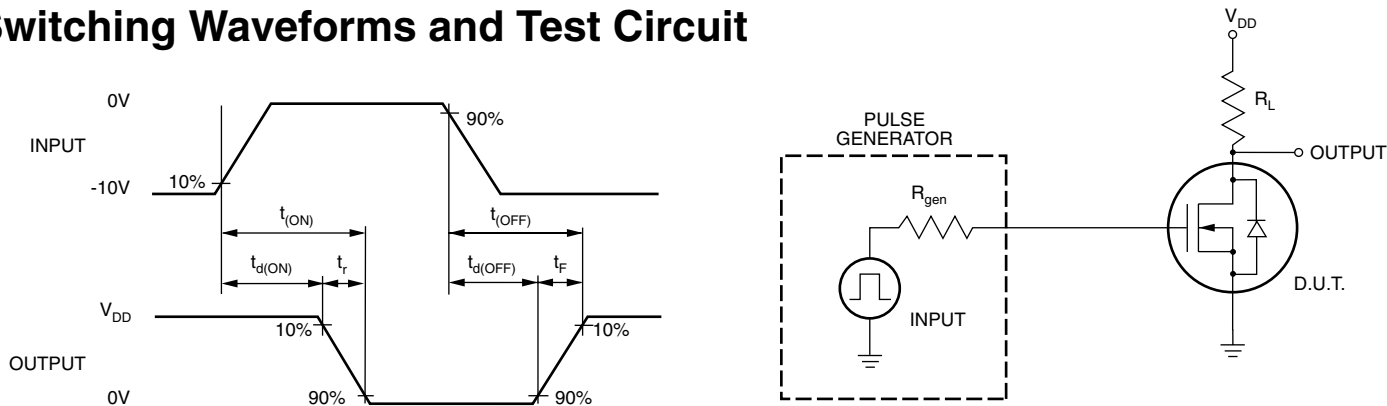 Switching Waveforms and Test Circuit
0V
INPUT
-10V
10%
90%
t(ON)
t(OFF)
td(ON)
tr
td(OFF)
tF
VDD
OUTPUT
0V
10%
90%
10%
90%
PULSE
GENERATOR
Rgen
INPUT
VDD
RL
OUTPUT
D.U.T.